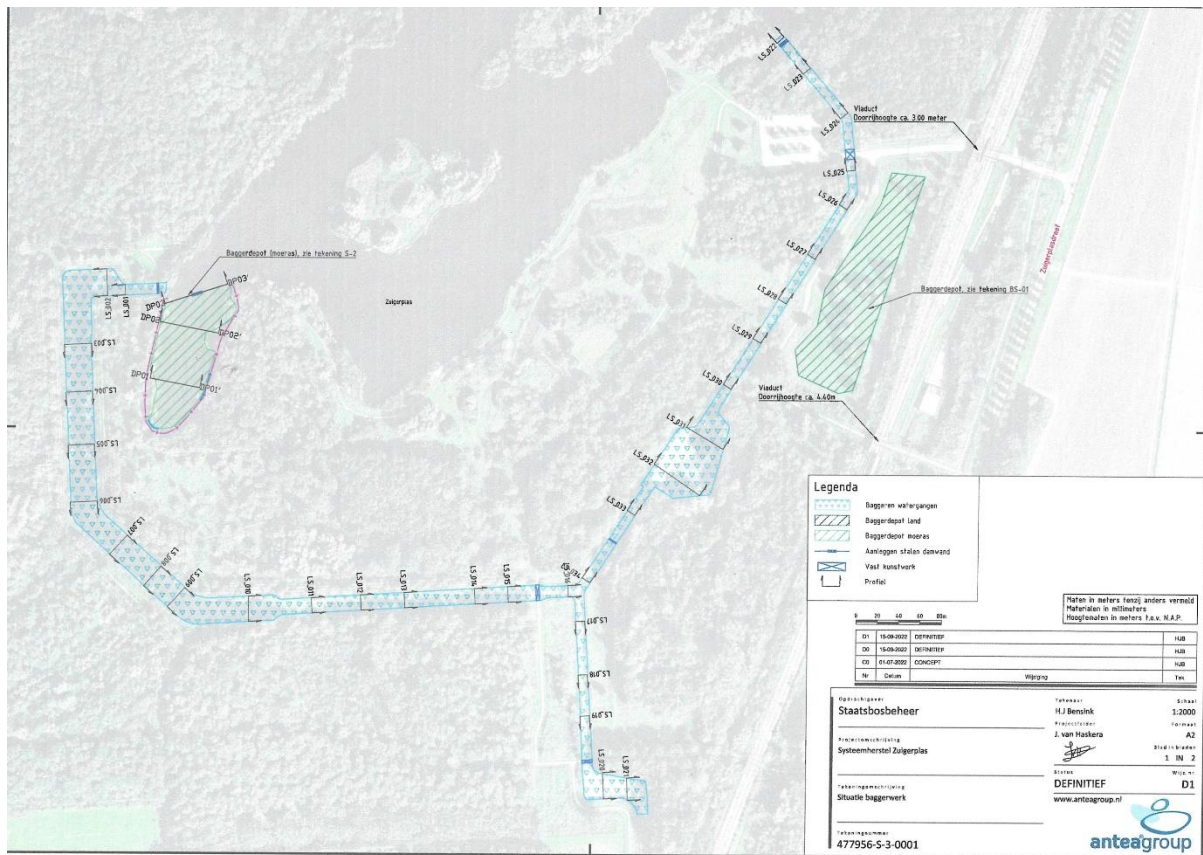 LS_022
LS_023
LS_024
Viaduct
Doorrijhoogte ca. 3.00 meter
LS_025
LS_026
LS_027
LS_028
LS_029
LS_030
Zuigerplasdreef
Baggerdepot (moeras), zie tekening S-2
Baggerdepot, zie tekening BS-01
Zuigerplas
LS_002
LS_001
DP03
DP03'
DP02
DP02'
DP01
DP01'
LS_003
LS_004
LS_005
LS_006
LS_007
LS_008
LS_009
LS_010
LS_011
LS_012
LS_013
LS_014
LS_015
LS_016
LS_017
LS_018
LS_019
LS_020
LS_021
Viaduct
Doorrijhoogte ca. 4.40m
LS_031
LS_032
LS_033
LS_034
Legenda
Baggeren watergangen
Baggerdepot land
Baggerdepot moeras
Aanleggen stalen damwand
Vast kunstwerk
Profiel
Maten in meters tenzij anders vermeld
Materialen in millimeters
Hoogtematen in meters t.o.v. N.A.P.
0 20 40 60 80m
D1 15-09-2022 DEFINITIEF HJB
D0 15-09-2022 DEFINITIEF HJB
C0 01-07-2022 CONCEPT HJB
Nr Datum Wijziging Tek.
Opdrachtgever
Staatsbosbeheer
Projectomschrijving
Systeemherstel Zuigerplas
Tekeningomschrijving
Situatie baggerwerk
Tekeningnummer
477956-S-3-0001
Tekenaar
H.J Bensink
Projectleider
J. van Haskera
Status
DEFINITIEF
www.anteagroup.nl
Schaal
1:2000
Formaat
A2
Blad in bladen
1 IN 2
Wijz.nr
D1
anteagroup